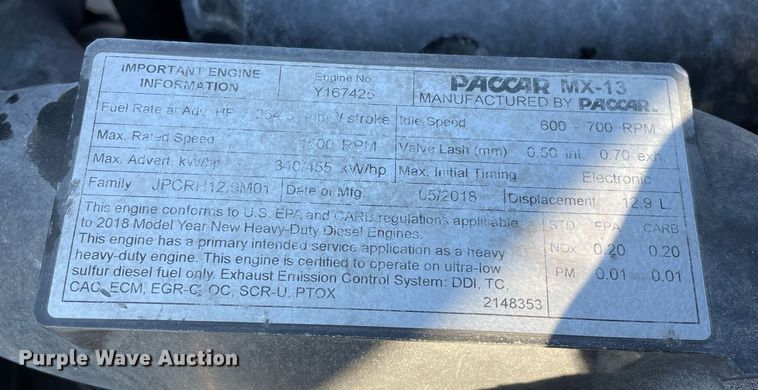 IMPORTANT ENGINE INFORMATION
Engine No.
Y167425
PACCAR MX-13
MANUFACTURED BY PACCAR
Fuel Rate at Adv. HP stroke
Idle Speed 600 - 700 RPM
Max. Rated Speed RPM
Valve Lash (mm) 0.50 int. 0.70 exh.
Max. Advert. kW/hp 340/455 kW/hp
Max. Initial Timing Electronic
Family JPCRH12.9M01
Date of Mfg. 05/2018
Displacement 12.9 L
This engine conforms to U.S. EPA and CARB regulations applicable
to 2018 Model Year New Heavy-Duty Diesel Engines.
This engine has a primary intended service application as a heavy
heavy-duty engine. This engine is certified to operate on ultra-low
sulfur diesel fuel only. Exhaust Emission Control System: DDI, TC,
CAC, ECM, EGR-C, OC, SCR-U, PTOX
2148353
STD EPA CARB
NOx 0.20 0.20
PM 0.01 0.01
Purple Wave Auction